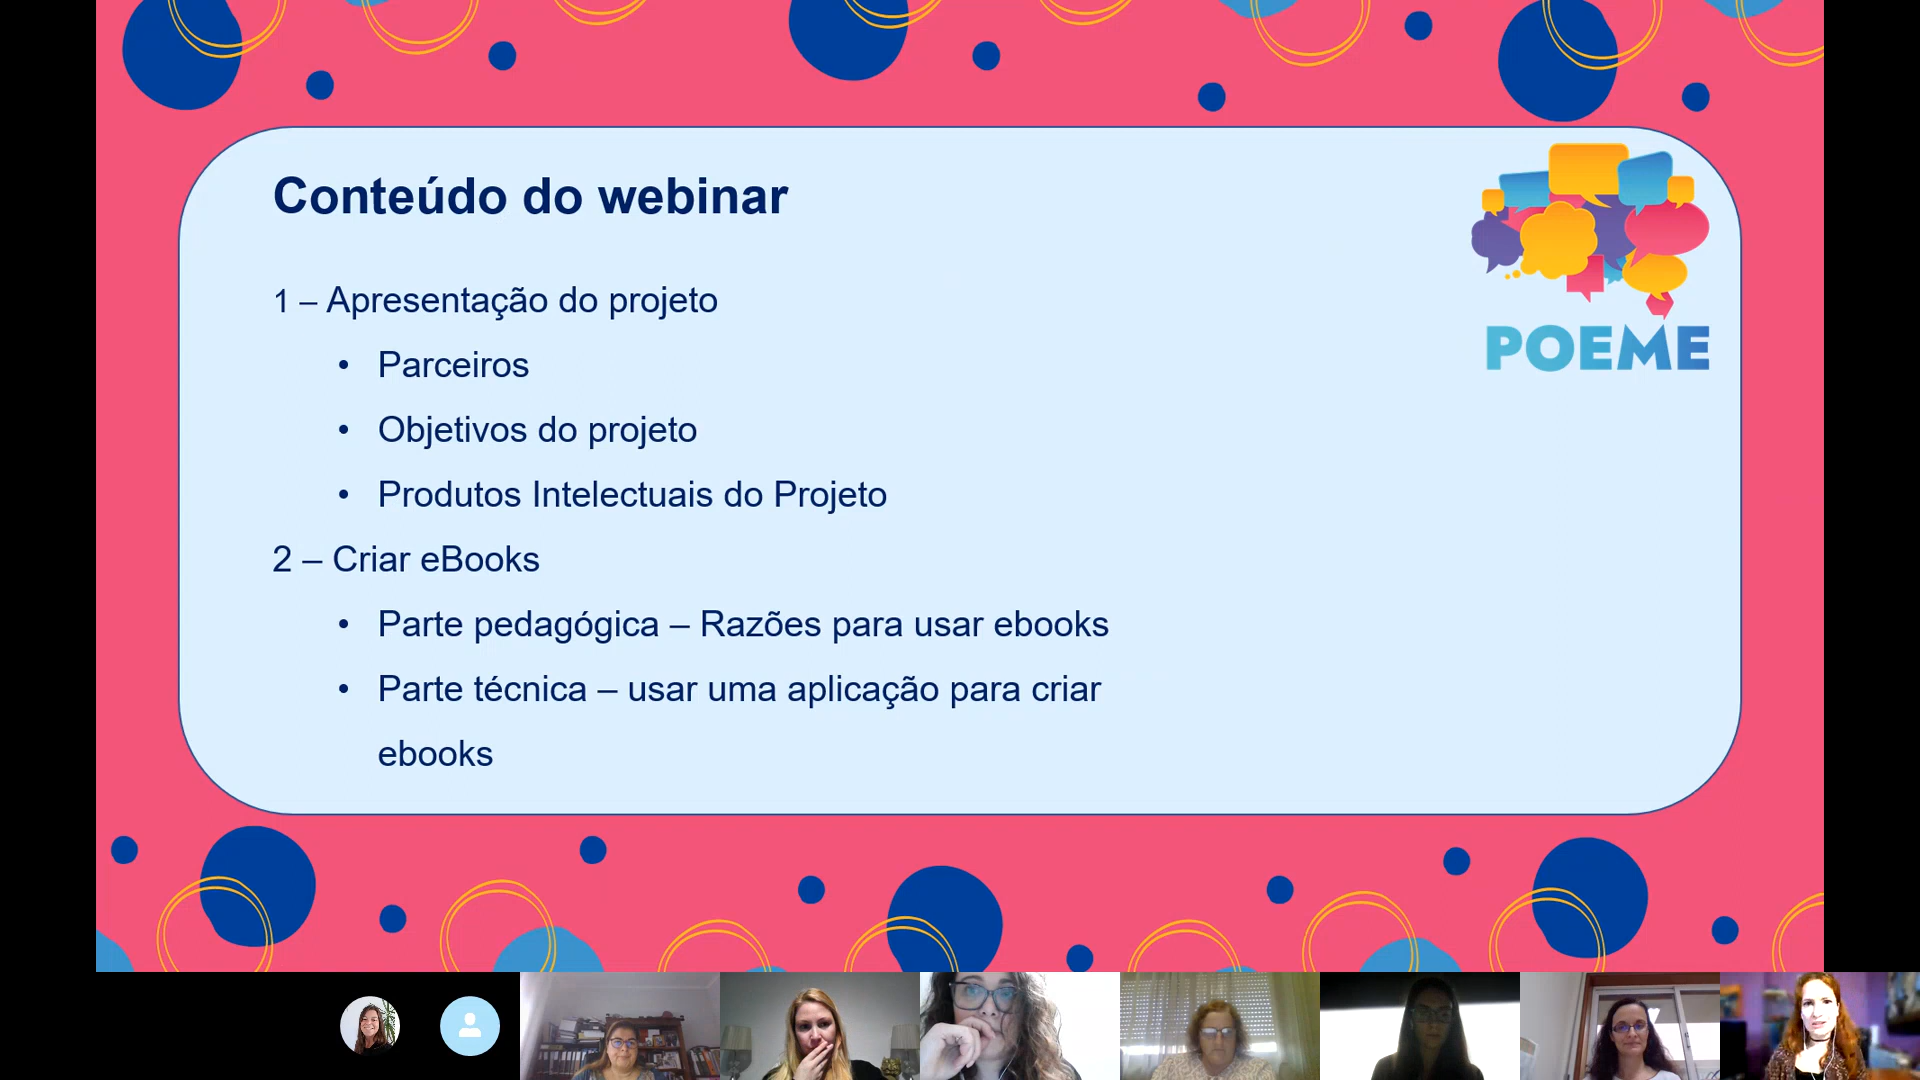 Conteúdo do webinar
POEME
1 – Apresentação do projeto
• Parceiros
• Objetivos do projeto
• Produtos Intelectuais do Projeto
2 – Criar eBooks
• Parte pedagógica – Razões para usar ebooks
• Parte técnica – usar uma aplicação para criar
ebooks